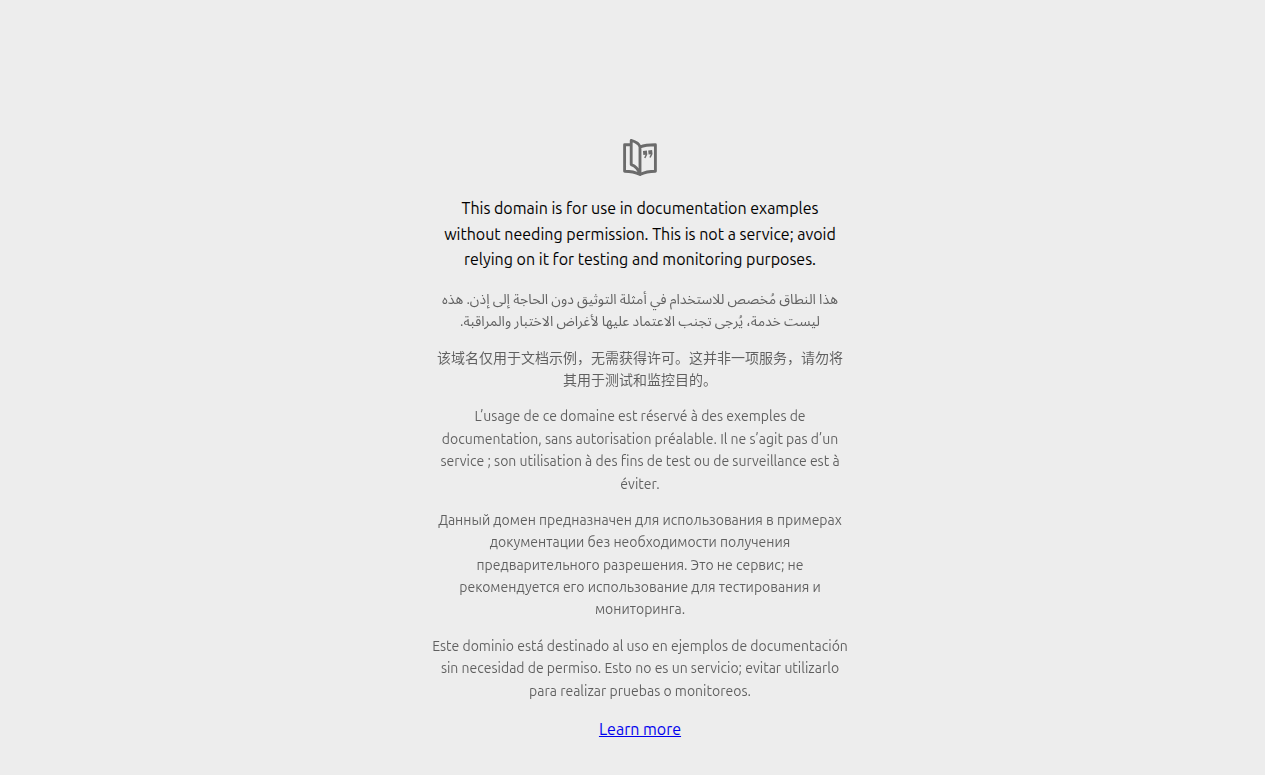 This domain is for use in documentation examples
without needing permission. This is not a service; avoid
relying on it for testing and monitoring purposes.
هذا النطاق مُخصص للاستخدام في أمثلة التوثيق دون الحاجة إلى إذن. هذه
ليست خدمة، يُرجى تجنب الاعتماد عليها لأغراض الاختبار والمراقبة.
该域名仅用于文档示例，无需获得许可。这并非一项服务，请勿将
其用于测试和监控目的。
L’usage de ce domaine est réservé à des exemples de
documentation, sans autorisation préalable. Il ne s’agit pas d’un
service ; son utilisation à des fins de test ou de surveillance est à
éviter.
Данный домен предназначен для использования в примерах
документации без необходимости получения
предварительного разрешения. Это не сервис; не
рекомендуется его использование для тестирования и
мониторинга.
Este dominio está destinado al uso en ejemplos de documentación
sin necesidad de permiso. Esto no es un servicio; evitar utilizarlo
para realizar pruebas o monitoreos.
Learn more